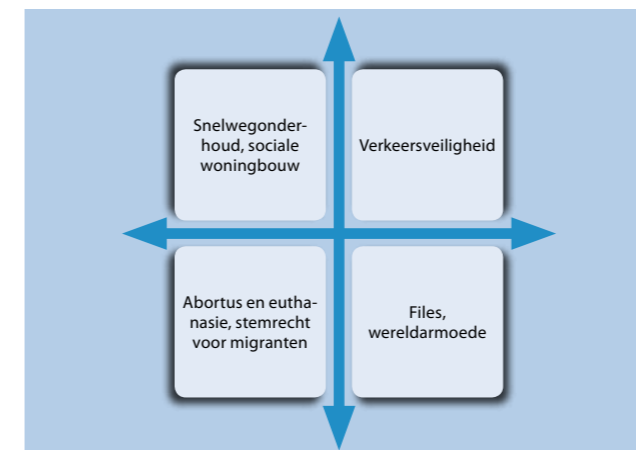 Snelwegonder-
houd, sociale
woningbouw
Verkeersveiligheid
Abortus en eutha-
nasie, stemrecht
voor migranten
Files,
wereldarmoede